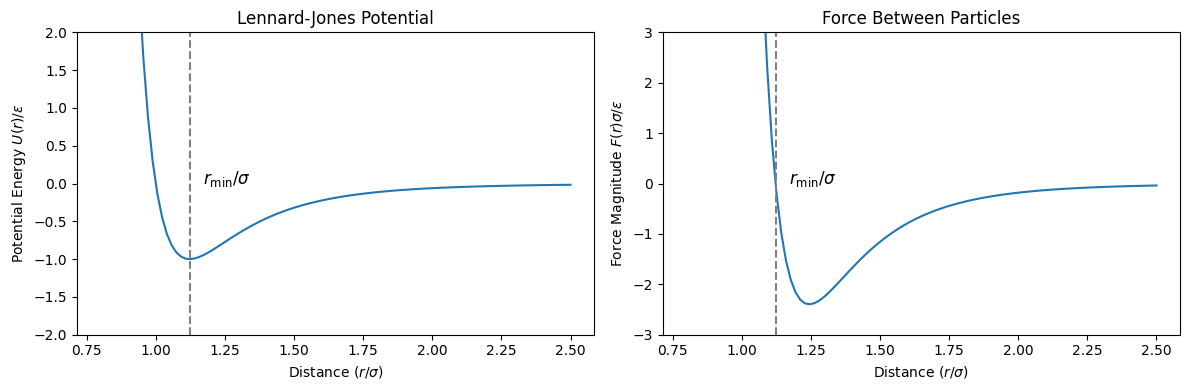 Lennard-Jones Potential
Potential Energy U(r)/ε
2.0
1.5
1.0
0.5
0.0
−0.5
−1.0
−1.5
−2.0
r_min/σ
0.75 1.00 1.25 1.50 1.75 2.00 2.25 2.50
Distance (r/σ)
Force Between Particles
Force Magnitude F(r)σ/ε
3
2
1
0
−1
−2
−3
r_min/σ
0.75 1.00 1.25 1.50 1.75 2.00 2.25 2.50
Distance (r/σ)